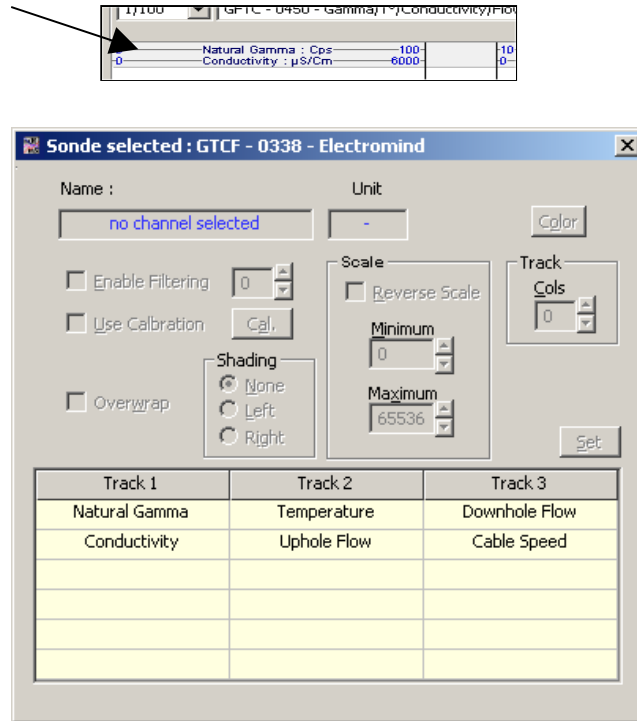 1/100 GFTC - 0450 - Gamma/T°/Conductivity/Flo
0 Natural Gamma : Cps 100 -10
0 Conductivity : µS/Cm 6000 0
Sonde selected : GTCF - 0338 - Electromind
Name : Unit
no channel selected - Color
Enable Filtering 0
Use Calbration Cal.
Overwrap
Shading
None
Left
Right
Scale
Reverse Scale
Minimum
0
Maximum
65536
Track
Cols
0
Set
Track 1 Track 2 Track 3
Natural Gamma Temperature Downhole Flow
Conductivity Uphole Flow Cable Speed